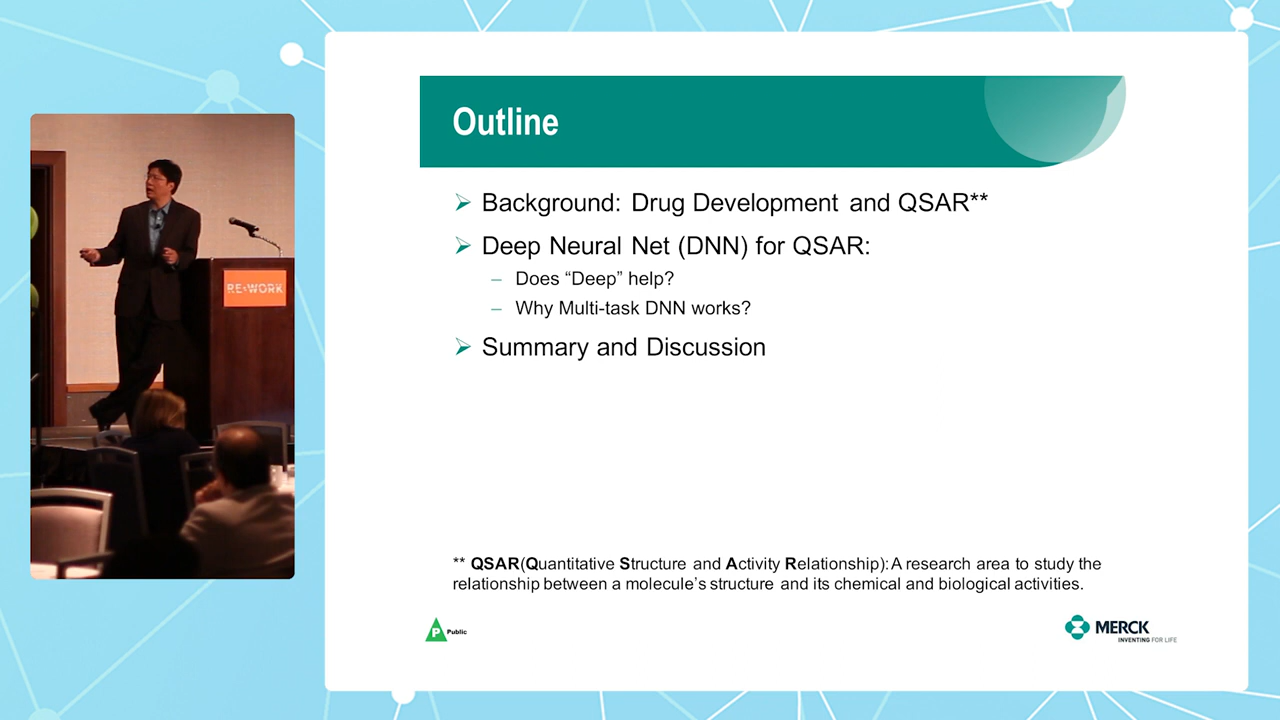 RE•WORK
Outline
Background: Drug Development and QSAR**
Deep Neural Net (DNN) for QSAR:
– Does “Deep” help?
– Why Multi-task DNN works?
Summary and Discussion
** QSAR(Quantitative Structure and Activity Relationship): A research area to study the
relationship between a molecule’s structure and its chemical and biological activities.
P Public
MERCK
INVENTING FOR LIFE